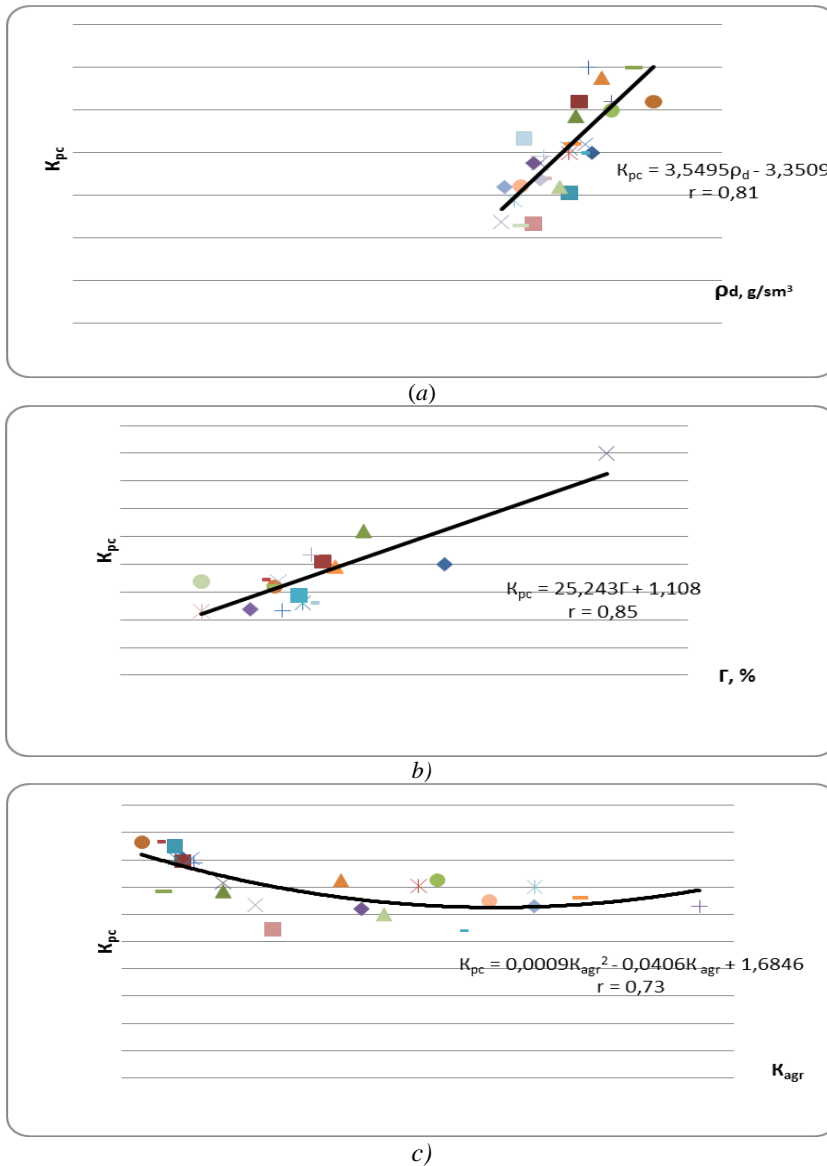 Kpc
Kpc = 3,5495ρd - 3,3509
r = 0,81
ρd, g/sm³
(a)
Kpc
Kpc = 25,243Г + 1,108
r = 0,85
Г, %
b)
Kpc
Kpc = 0,0009Kagr² - 0,0406Kagr + 1,6846
r = 0,73
Kagr
c)